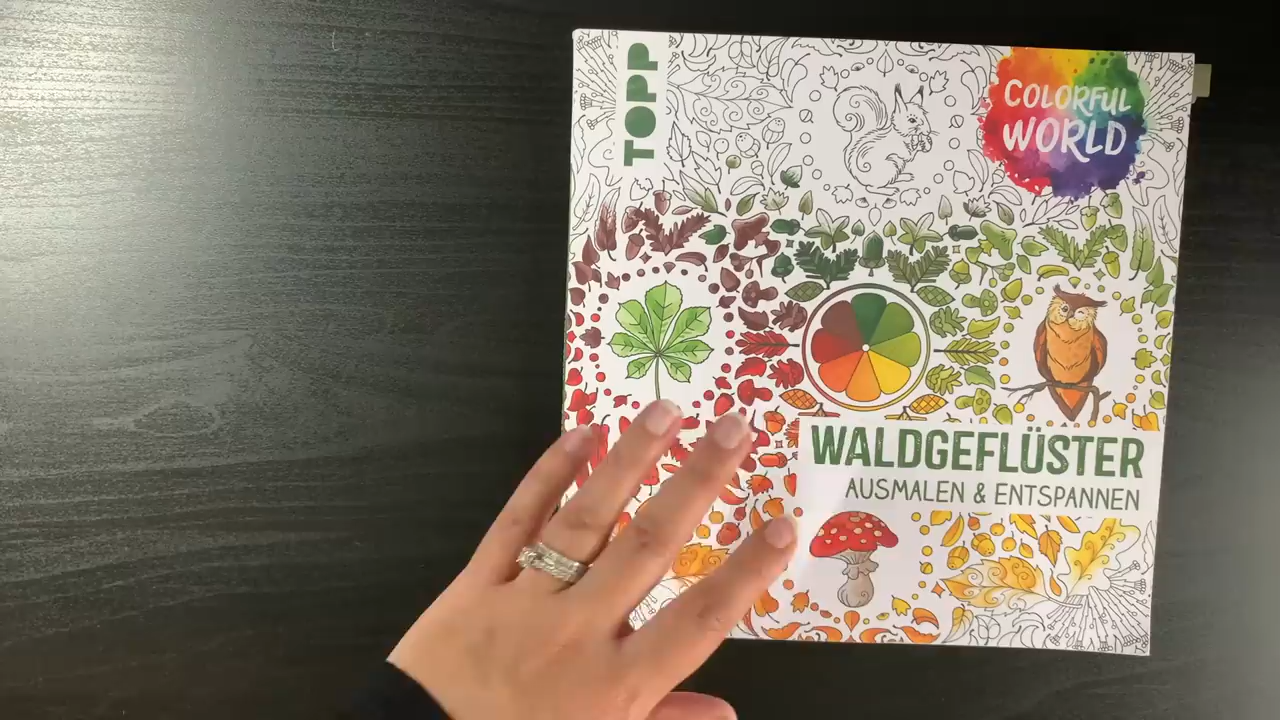 TOPP
COLORFUL
WORLD
WALDGEFLÜSTER
AUSMALEN & ENTSPANNEN